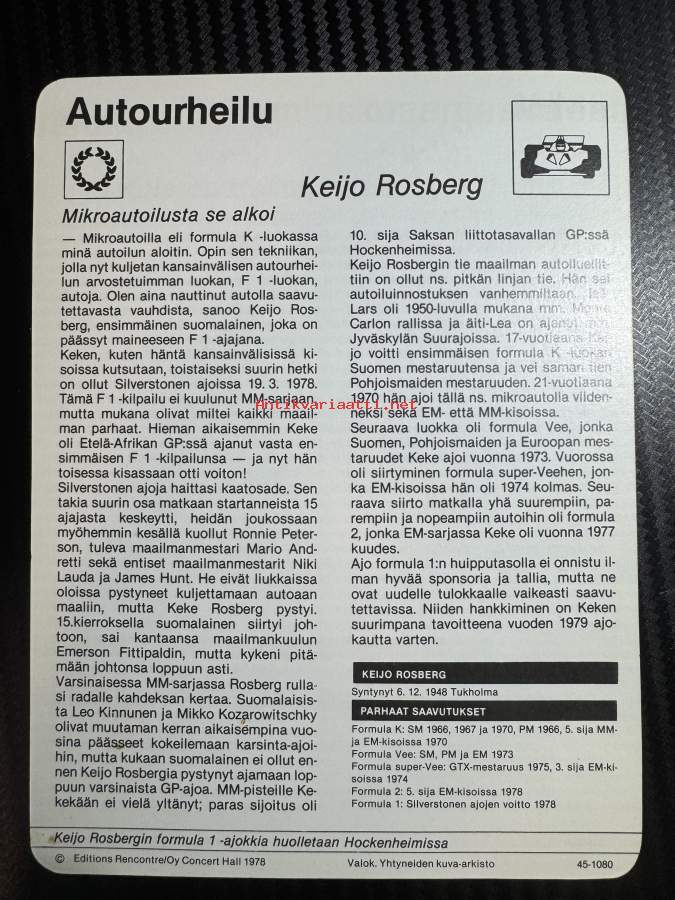 Autourheilu
Keijo Rosberg
Mikroautoilusta se alkoi
— Mikroautoilla eli formula K -luokassa
minä autoilun aloitin. Opin sen tekniikan,
jolla nyt kuljetan kansainvälisen autourhei-
lun arvostetuimman luokan, F 1 -luokan,
autoja. Olen aina nauttinut autolla saavu-
tettavasta vauhdista, sanoo Keijo Ros-
berg, ensimmäinen suomalainen, joka on
päässyt maineeseen F 1 -ajajana.
Keken, kuten häntä kansainvälisissä ki-
soissa kutsutaan, toistaiseksi suurin hetki
on ollut Silverstonen ajoissa 19. 3. 1978.
Tämä F 1 -kilpailu ei kuulunut MM-sarjaan,
mutta mukana olivat miltei kaikki maail-
man parhaat. Hieman aikaisemmin Keke
oli Etelä-Afrikan GP:ssä ajanut vasta en-
simmäisen F 1 -kilpailunsa — ja nyt hän
toisessa kisassaan otti voiton!
Silverstonen ajoja haittasi kaatosade. Sen
takia suurin osa matkaan startanneista 15
ajajasta keskeytti, heidän joukossaan
myöhemmin kesällä kuollut Ronnie Peter-
son, tuleva maailmanmestari Mario And-
retti sekä entiset maailmanmestarit Niki
Lauda ja James Hunt. He eivät liukkaissa
oloissa pystyneet kuljettamaan autoaan
maaliin, mutta Keke Rosberg pystyi.
15.kierroksella suomalainen siirtyi joh-
toon, sai kantaansa maailmankuulun
Emerson Fittipaldin, mutta kykeni pitä-
mään johtonsa loppuun asti.
Varsinaisessa MM-sarjassa Rosberg rulla-
si radalle kahdeksan kertaa. Suomalaisis-
ta Leo Kinnunen ja Mikko Kozarowitschky
olivat muutaman kerran aikaisempina vuo-
sina päässeet kokeilemaan karsinta-ajoi-
hin, mutta kukaan suomalainen ei ollut en-
nen Keijo Rosbergia pystynyt ajamaan lop-
puun varsinaista GP-ajoa. MM-pisteille Ke-
kekään ei vielä yltänyt; paras sijoitus oli
10. sija Saksan liittotasavallan GP:ssä
Hockenheimissa.
Keijo Rosbergin tie maailman autoilueliit-
tiin on ollut ns. pitkän linjan tie. Hän sai
autoiluinnostuksen vanhemmiltaan. Isä
Lars oli 1950-luvulla mukana mm. Monte
Carlon rallissa ja äiti-Lea on ajanut mm.
Jyväskylän Suurajoissa. 17-vuotiaana Kei-
jo voitti ensimmäisen formula K -luokan
Suomen mestaruutensa ja vei saman tien
Pohjoismaiden mestaruuden. 21-vuotiaana
1970 hän ajoi tällä ns. mikroautolla viiden-
neksi sekä EM- että MM-kisoissa.
Seuraava luokka oli formula Vee, jonka
Suomen, Pohjoismaiden ja Euroopan mes-
taruudet Keke ajoi vuonna 1973. Vuorossa
oli siirtyminen formula super-Veehen, jon-
ka EM-kisoissa hän oli 1974 kolmas. Seu-
raava siirto matkalla yhä suurempiin, pa-
rempiin ja nopeampiin autoihin oli formula
2, jonka EM-sarjassa Keke oli vuonna 1977
kuudes.
Ajo formula 1:n huipputasolla ei onnistu il-
man hyvää sponsoria ja tallia, mutta ne
ovat uudelle tulokkaalle vaikeasti saavu-
tettavissa. Niiden hankkiminen on Keken
suurimpana tavoitteena vuoden 1979 ajo-
kautta varten.
KEIJO ROSBERG
Syntynyt 6. 12. 1948 Tukholma
PARHAAT SAAVUTUKSET
Formula K: SM 1966, 1967 ja 1970, PM 1966, 5. sija MM-
ja EM-kisoissa 1970
Formula Vee: SM, PM ja EM 1973
Formula super-Vee: GTX-mestaruus 1975, 3. sija EM-ki-
soissa 1974
Formula 2: 5. sija EM-kisoissa 1978
Formula 1: Silverstonen ajojen voitto 1978
Keijo Rosbergin formula 1 -ajokkia huolletaan Hockenheimissa
© Editions Rencontre/Oy Concert Hall 1978
Valok. Yhtyneiden kuva-arkisto
45-1080
Antikvariaatti.net